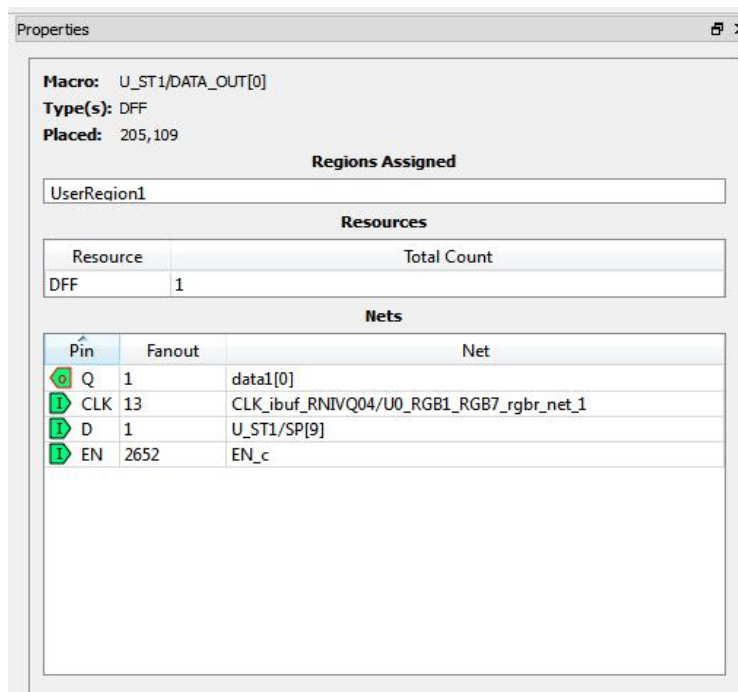 Properties
Macro: U_ST1/DATA_OUT[0]
Type(s): DFF
Placed: 205,109
Regions Assigned
UserRegion1
Resources
Resource Total Count
DFF 1
Nets
Pin Fanout Net
O Q 1 data1[0]
I CLK 13 CLK_ibuf_RNIVQ04/U0_RGB1_RGB7_rgbr_net_1
I D 1 U_ST1/SP[9]
I EN 2652 EN_c